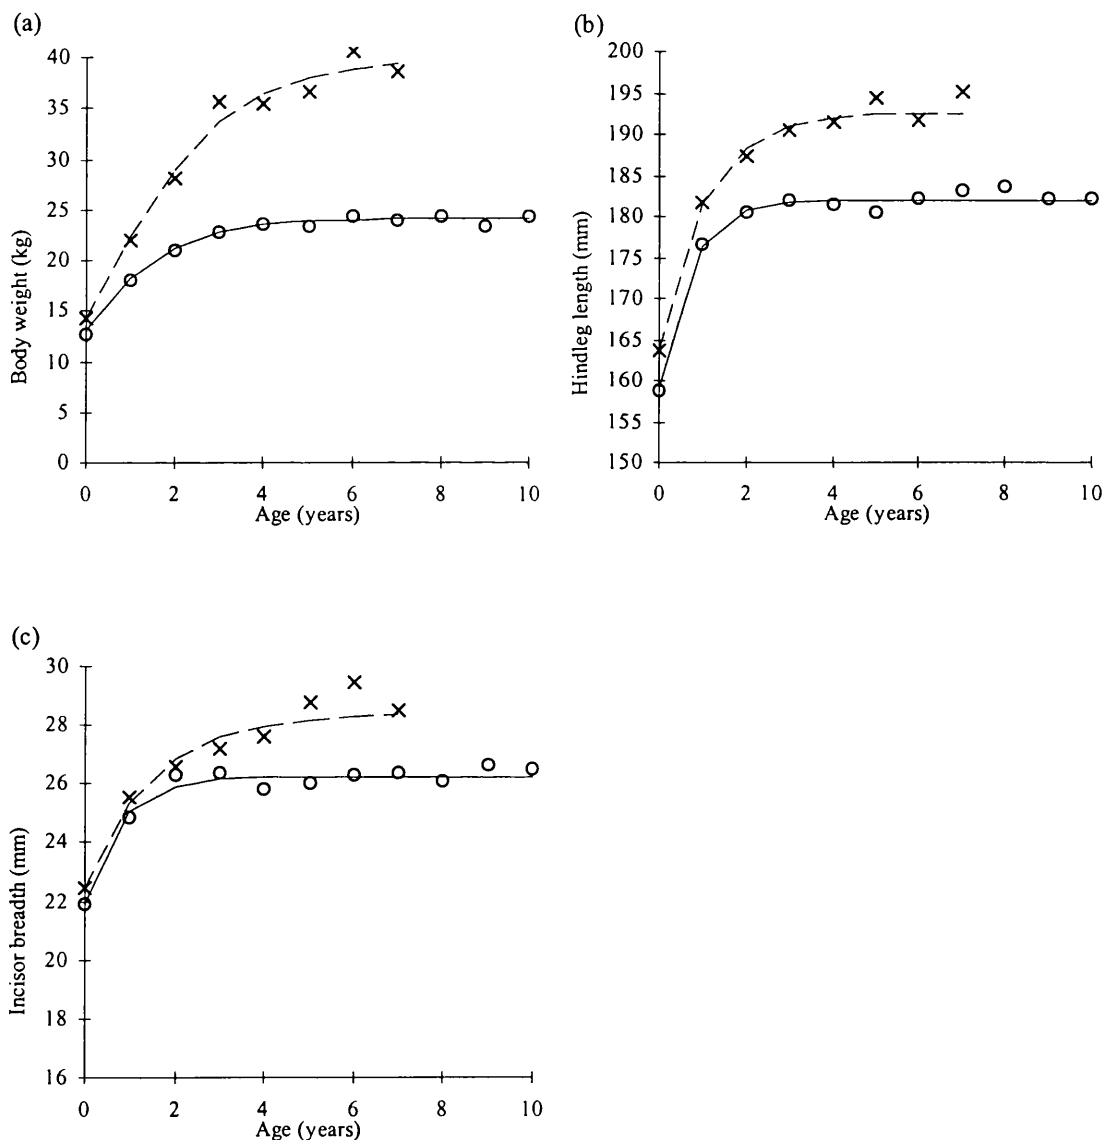 (a)
40
35
30
25
20
15
10
5
0
Body weight (kg)
0 2 4 6 8 10
Age (years)
(b)
200
195
190
185
180
175
170
165
160
155
150
Hindleg length (mm)
0 2 4 6 8 10
Age (years)
(c)
30
28
26
24
22
20
18
16
Incisor breadth (mm)
0 2 4 6 8 10
Age (years)